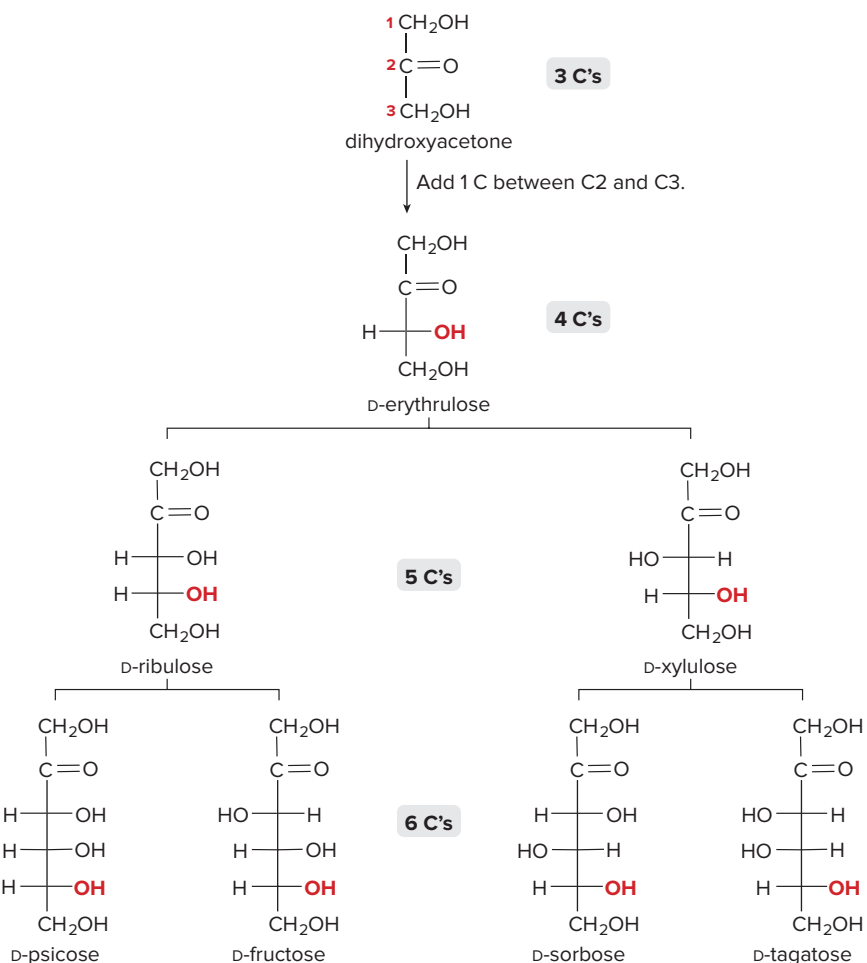 1 CH2OH
2 C=O
3 C's
3 CH2OH
dihydroxyacetone
Add 1 C between C2 and C3.
CH2OH
C=O
H OH
4 C's
CH2OH
D-erythrulose
CH2OH CH2OH
C=O C=O
H OH HO H
5 C's
H OH H OH
CH2OH CH2OH
D-ribulose D-xylulose
CH2OH CH2OH CH2OH CH2OH
C=O C=O C=O C=O
H OH HO H H OH HO H
6 C's
H OH H OH HO H HO H
H OH H OH H OH H OH
CH2OH CH2OH CH2OH CH2OH
D-psicose D-fructose D-sorbose D-tagatose